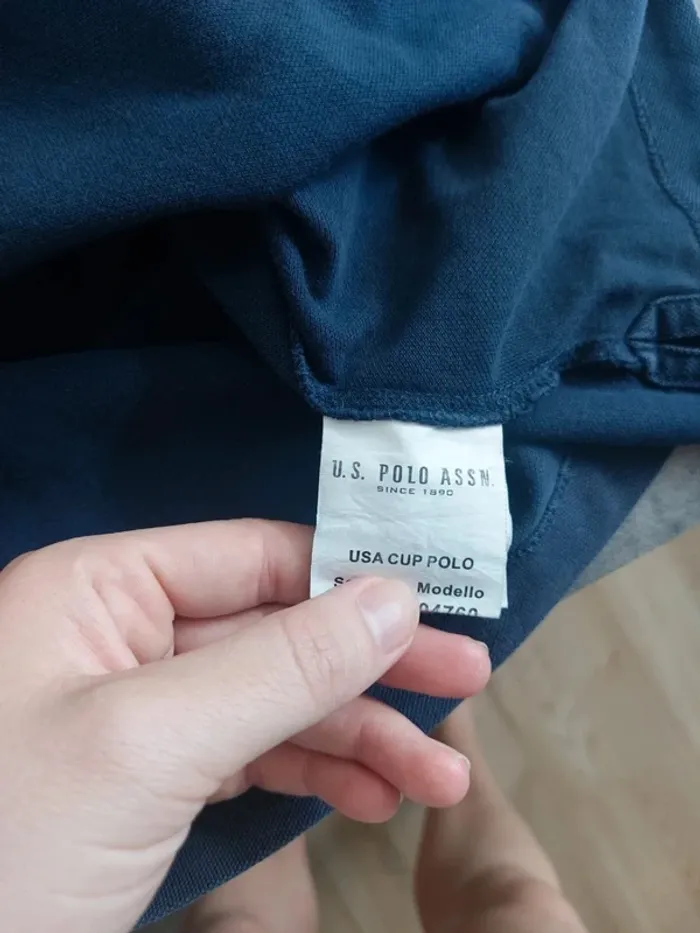 U.S. POLO ASSN.
SINCE 1890
USA CUP POLO
Modello